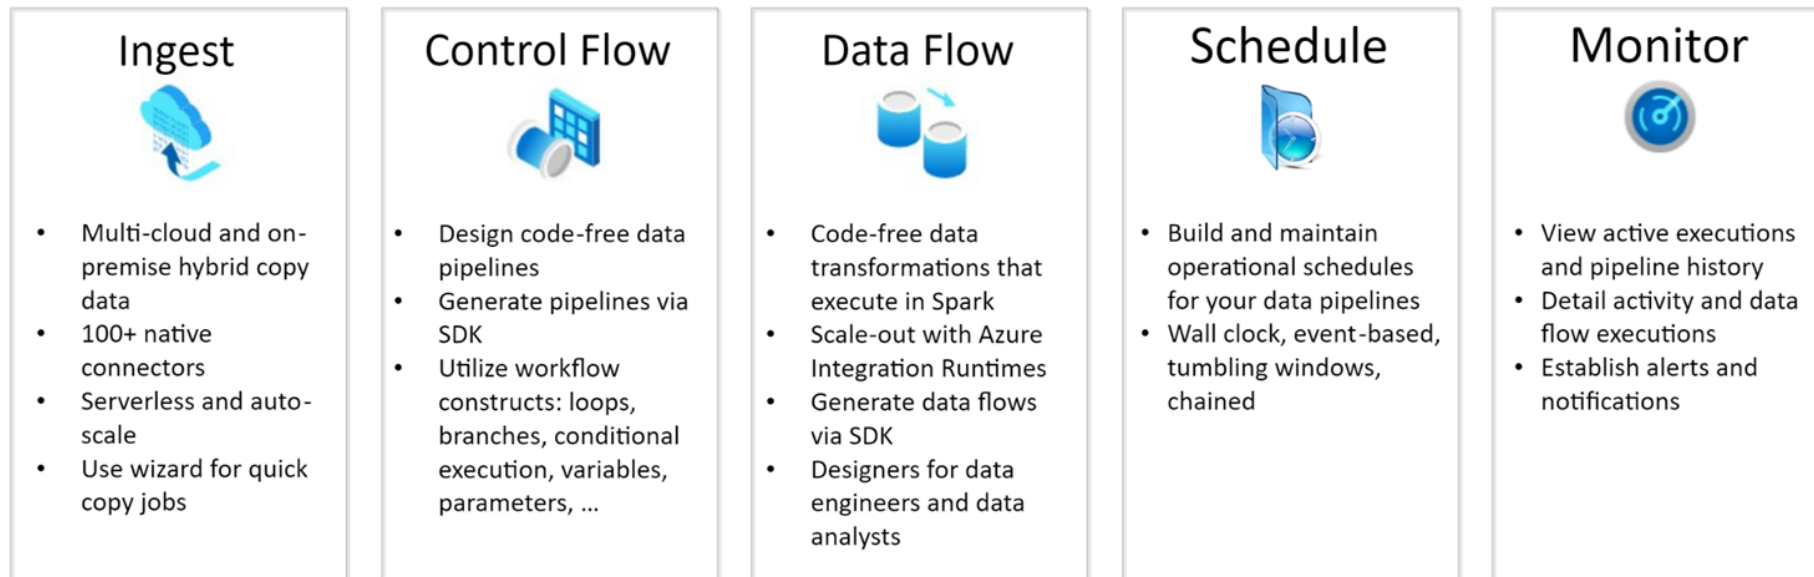 Ingest
• Multi-cloud and on-
premise hybrid copy
data
• 100+ native
connectors
• Serverless and auto-
scale
• Use wizard for quick
copy jobs
Control Flow
• Design code-free data
pipelines
• Generate pipelines via
SDK
• Utilize workflow
constructs: loops,
branches, conditional
execution, variables,
parameters, ...
Data Flow
• Code-free data
transformations that
execute in Spark
• Scale-out with Azure
Integration Runtimes
• Generate data flows
via SDK
• Designers for data
engineers and data
analysts
Schedule
• Build and maintain
operational schedules
for your data pipelines
• Wall clock, event-based,
tumbling windows,
chained
Monitor
• View active executions
and pipeline history
• Detail activity and data
flow executions
• Establish alerts and
notifications